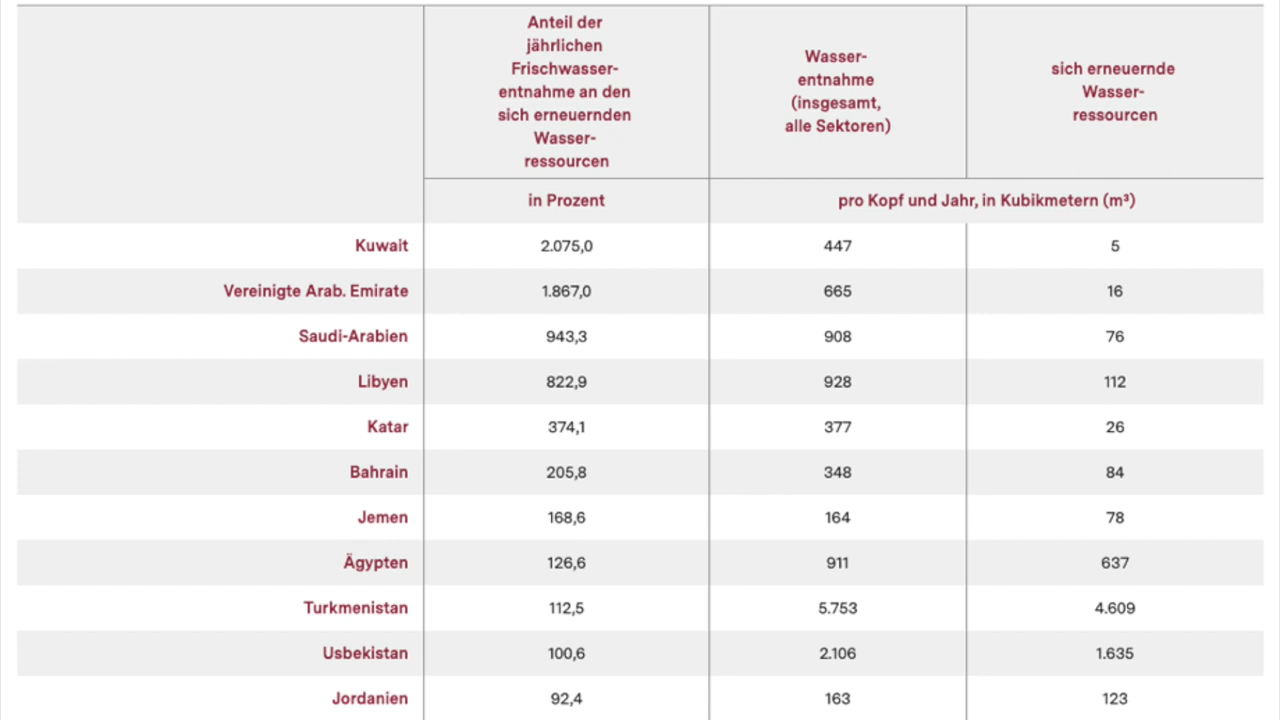 Anteil der
jährlichen
Frischwasser-
entnahme an den
sich erneuernden
Wasser-
ressourcen
Wasser-
entnahme
(insgesamt,
alle Sektoren)
sich erneuernde
Wasser-
ressourcen
in Prozent
pro Kopf und Jahr, in Kubikmetern (m³)
Kuwait 2.075,0 447 5
Vereinigte Arab. Emirate 1.867,0 665 16
Saudi-Arabien 943,3 908 76
Libyen 822,9 928 112
Katar 374,1 377 26
Bahrain 205,8 348 84
Jemen 168,6 164 78
Ägypten 126,6 911 637
Turkmenistan 112,5 5.753 4.609
Usbekistan 100,6 2.106 1.635
Jordanien 92,4 163 123